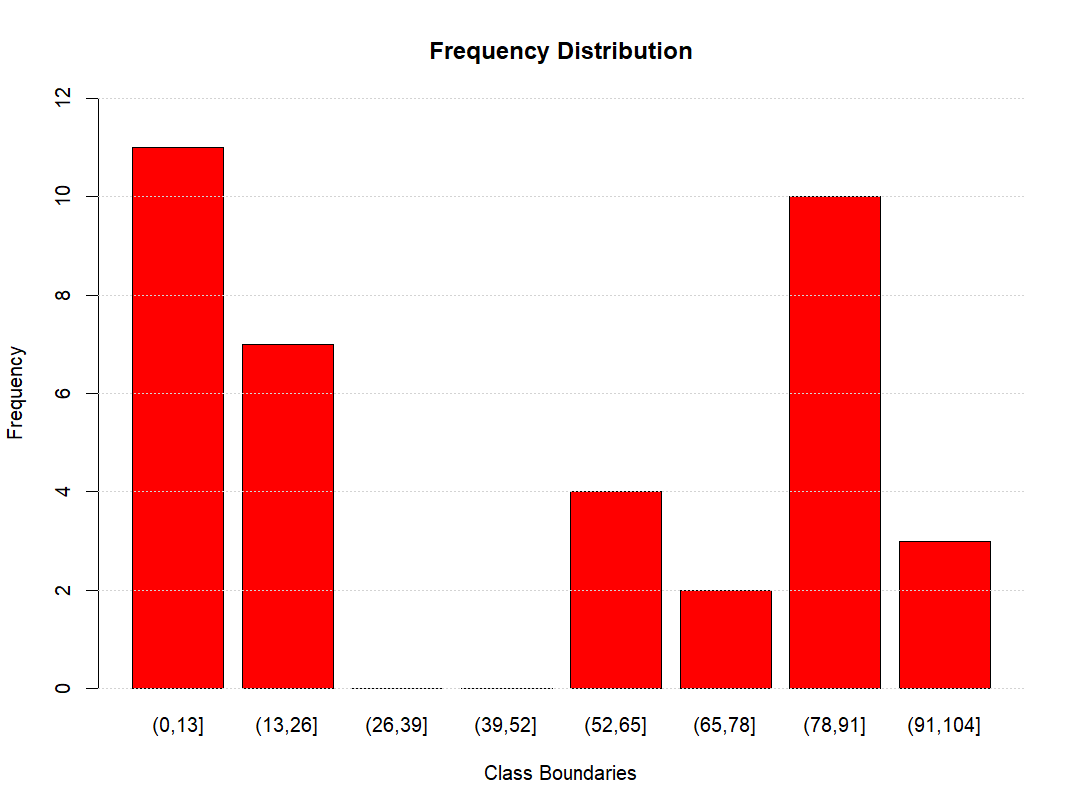 Frequency Distribution
12
10
8
6
4
2
0
Frequency
(0,13] (13,26] (26,39] (39,52] (52,65] (65,78] (78,91] (91,104]
Class Boundaries